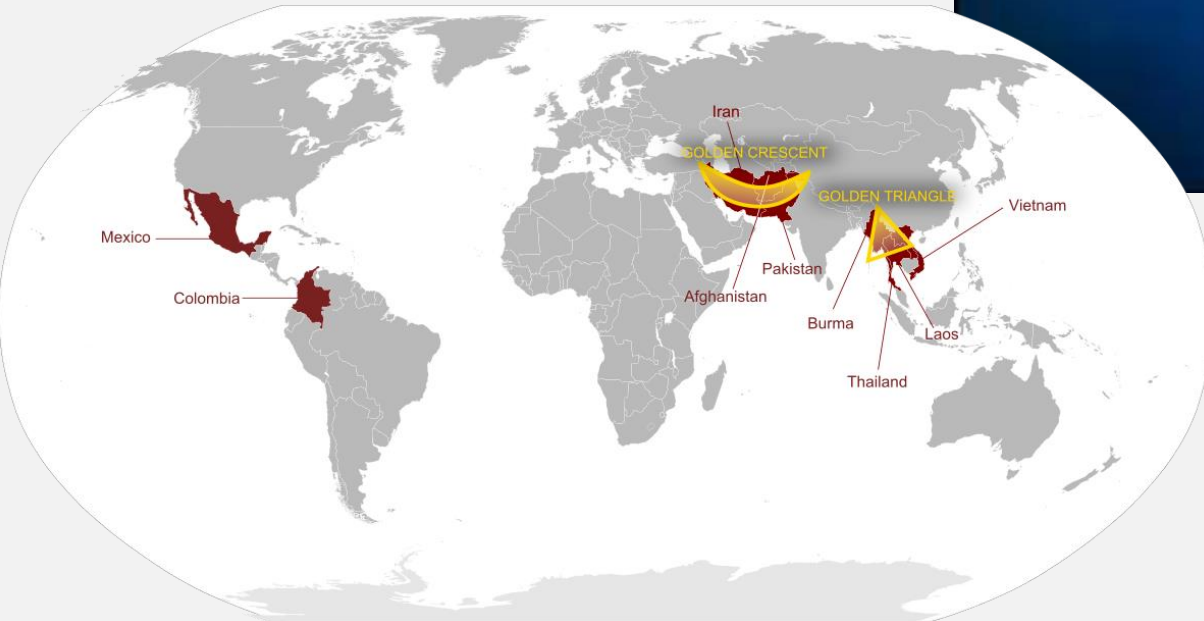 Iran
GOLDEN CRESCENT
GOLDEN TRIANGLE
Vietnam
Mexico
Pakistan
Colombia
Afghanistan
Burma
Laos
Thailand